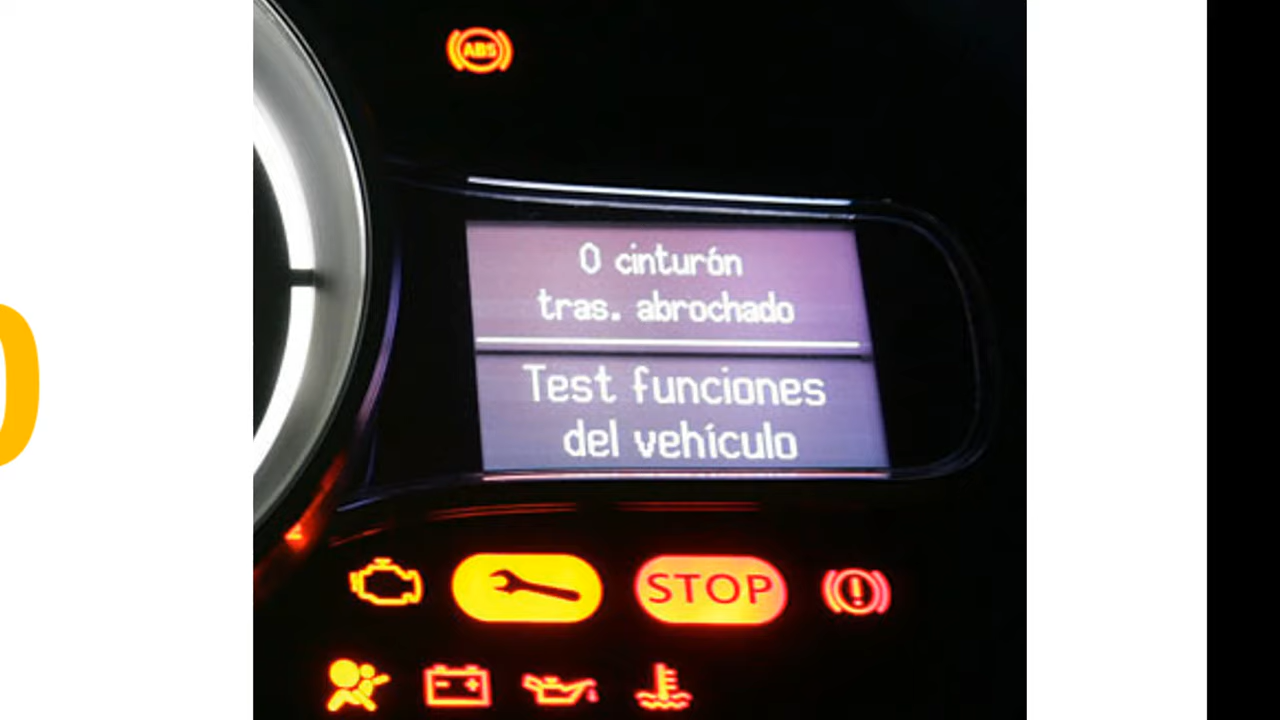 ABS
0 cinturón
tras. abrochado
Test funciones
del vehículo
STOP